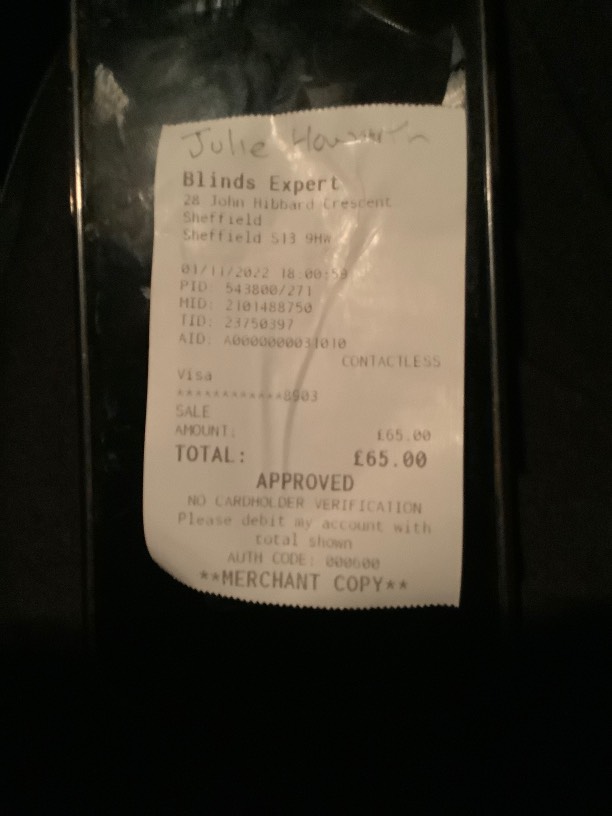 Julie
Blinds Expert
28 John Hibbard Crescent
Sheffield
Sheffield S13 9HW
01/11/2022 18:00:59
PID: 543800/271
MID: 2101488750
TID: 23750397
AID: A0000000031010
CONTACTLESS
Visa
************8903
SALE
AMOUNT: £65.00
TOTAL: £65.00
APPROVED
NO CARDHOLDER VERIFICATION
Please debit my account with
total shown
AUTH CODE: 000600
**MERCHANT COPY**